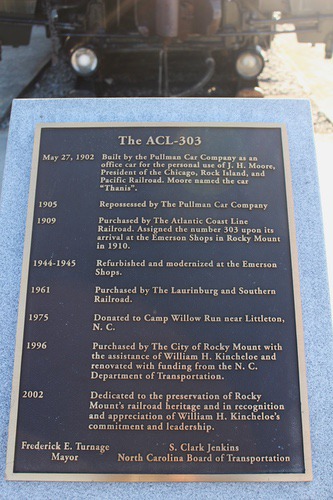 The ACL-303
May 27, 1902 Built by the Pullman Car Company as an
office car for the personal use of J. H. Moore,
President of the Chicago, Rock Island, and
Pacific Railroad. Moore named the car
"Thanis".
1905 Repossessed by The Pullman Car Company
1909 Purchased by The Atlantic Coast Line
Railroad. Assigned the number 303 upon its
arrival at the Emerson Shops in Rocky Mount
in 1910.
1944-1945 Refurbished and modernized at the Emerson
Shops.
1961 Purchased by The Laurinburg and Southern
Railroad.
1975 Donated to Camp Willow Run near Littleton,
N. C.
1996 Purchased by The City of Rocky Mount with
the assistance of William H. Kincheloe and
renovated with funding from the N. C.
Department of Transportation.
2002 Dedicated to the preservation of Rocky
Mount's railroad heritage and in recognition
and appreciation of William H. Kincheloe's
commitment and leadership.
Frederick E. Turnage S. Clark Jenkins
Mayor North Carolina Board of Transportation